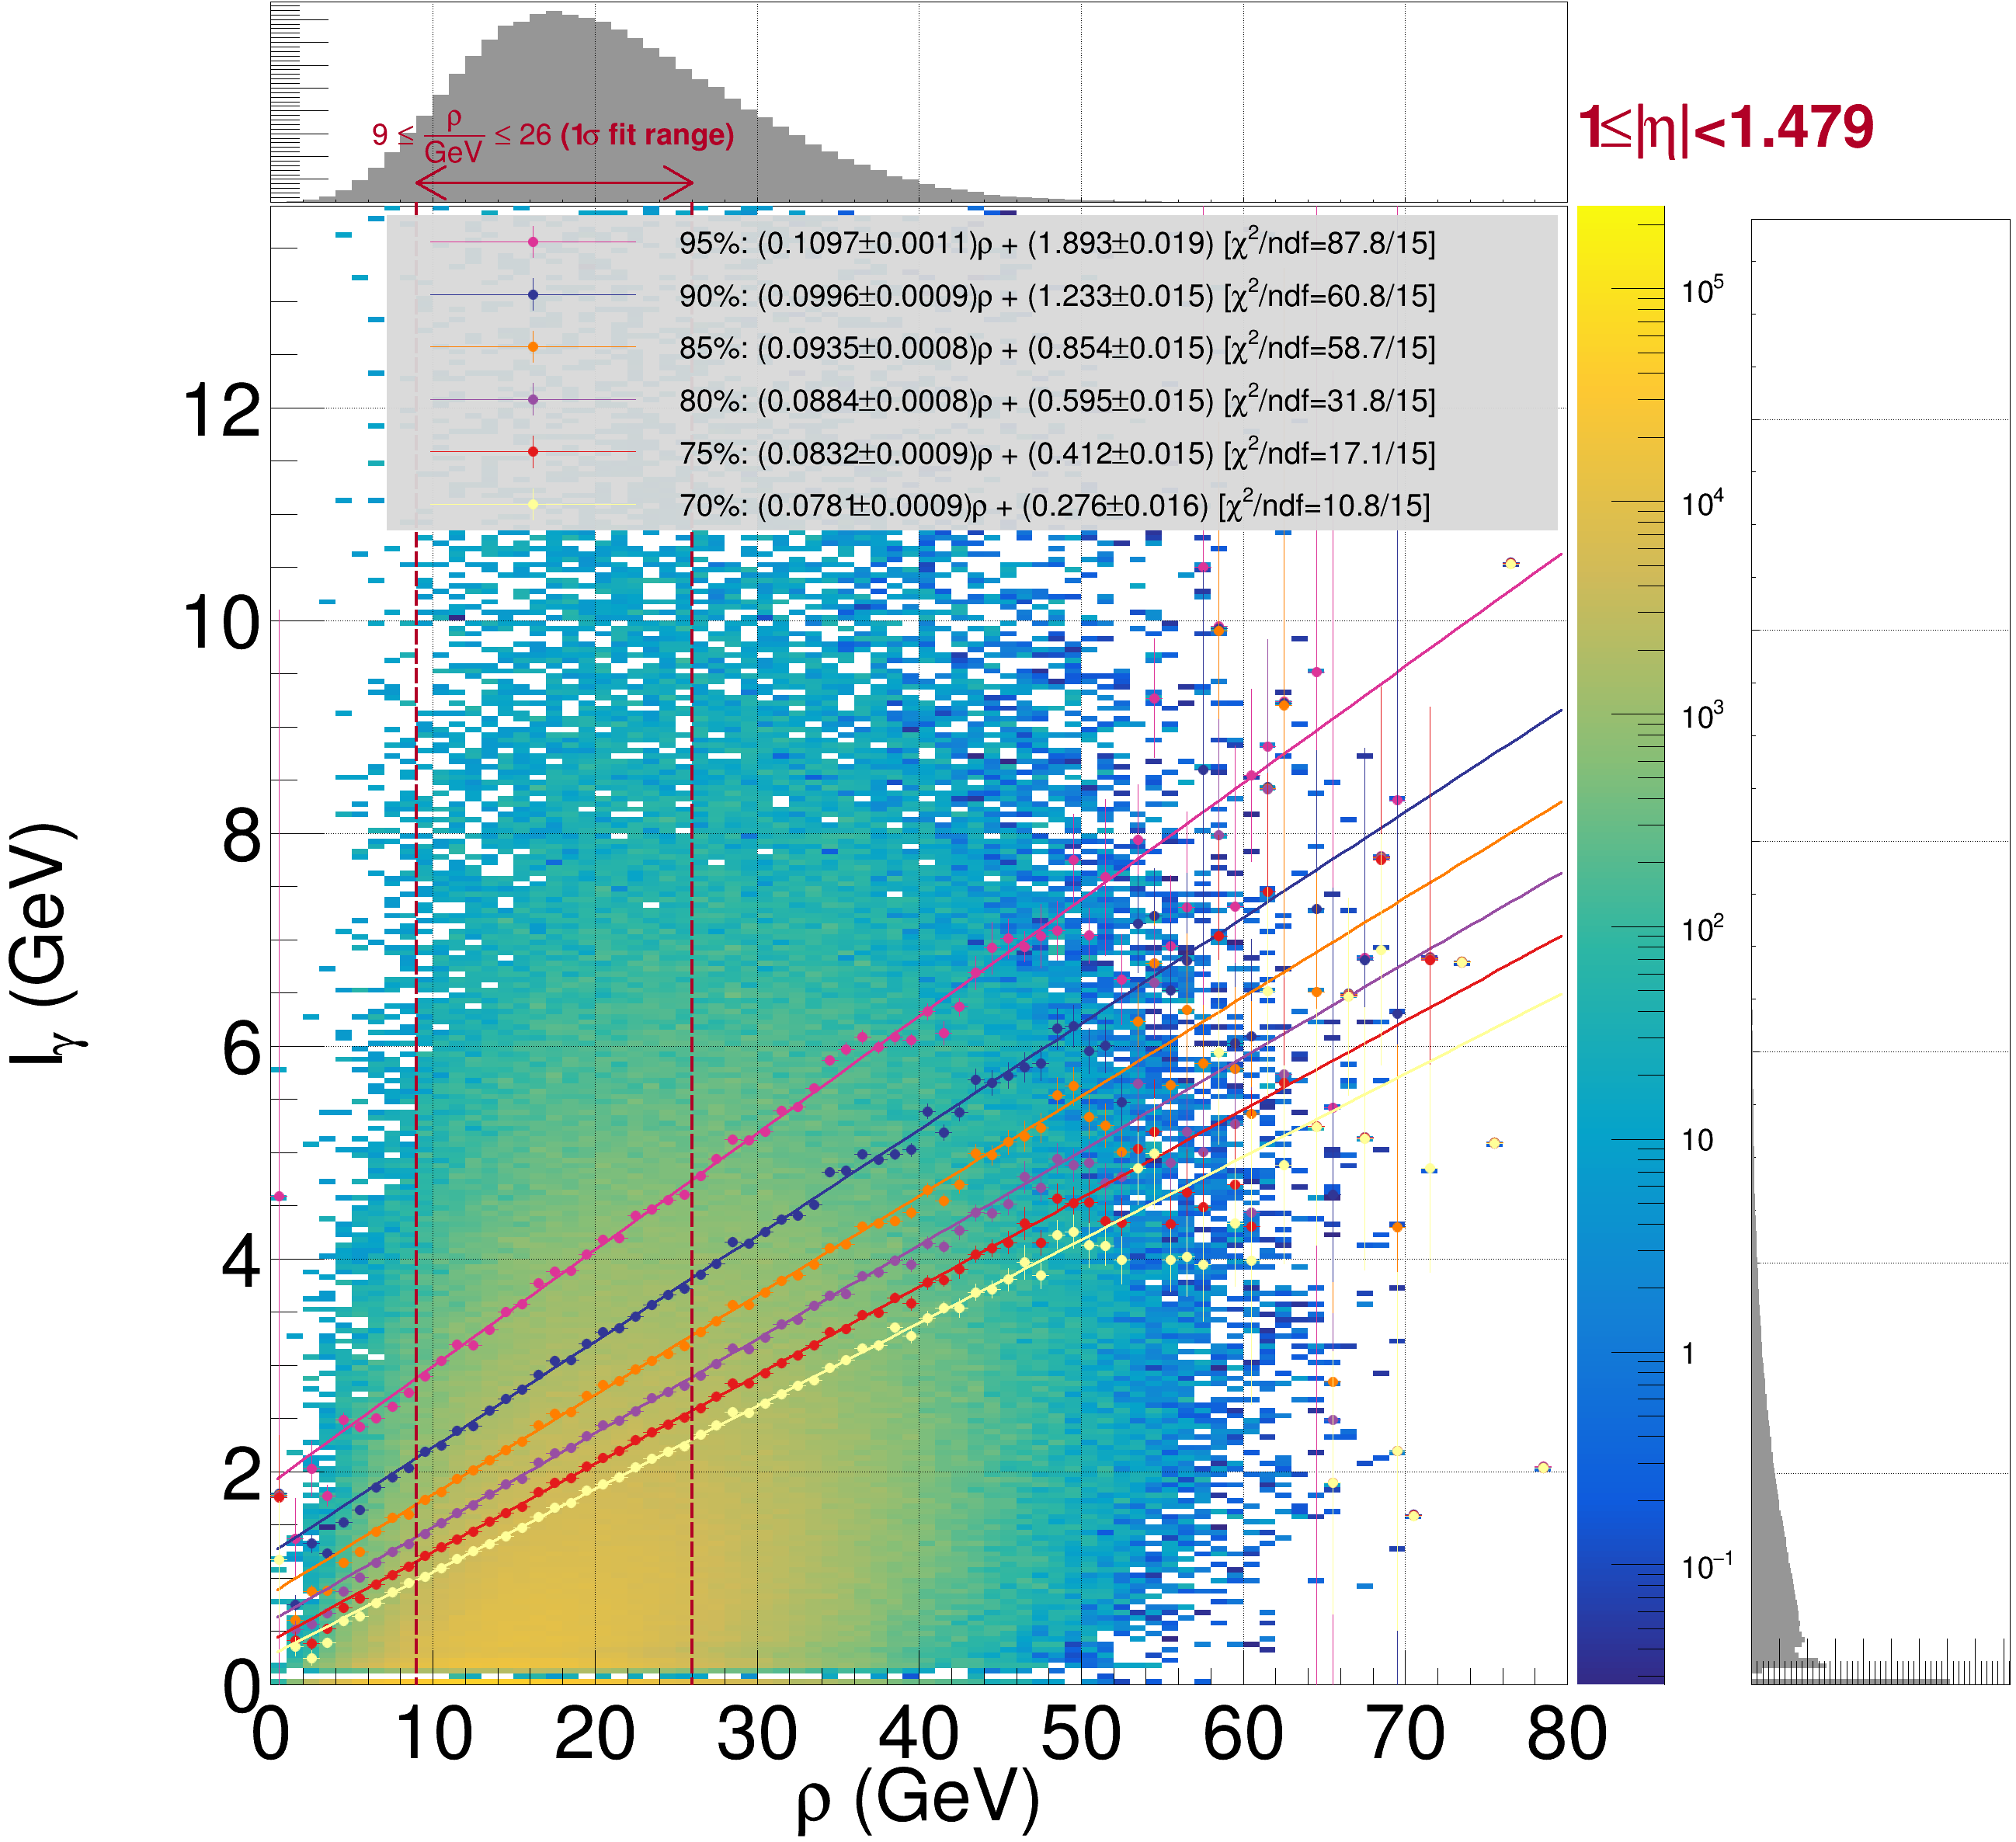 9 ≤ ρ/GeV ≤ 26 (1σ fit range)
1≤|η|<1.479
95%: (0.1097±0.0011)ρ + (1.893±0.019) [χ²/ndf=87.8/15]
90%: (0.0996±0.0009)ρ + (1.233±0.015) [χ²/ndf=60.8/15]
85%: (0.0935±0.0008)ρ + (0.854±0.015) [χ²/ndf=58.7/15]
80%: (0.0884±0.0008)ρ + (0.595±0.015) [χ²/ndf=31.8/15]
75%: (0.0832±0.0009)ρ + (0.412±0.015) [χ²/ndf=17.1/15]
70%: (0.0781±0.0009)ρ + (0.276±0.016) [χ²/ndf=10.8/15]
12
10
8
6
4
2
0
I_γ (GeV)
0 10 20 30 40 50 60 70 80
ρ (GeV)
10⁵
10⁴
10³
10²
10
1
10⁻¹